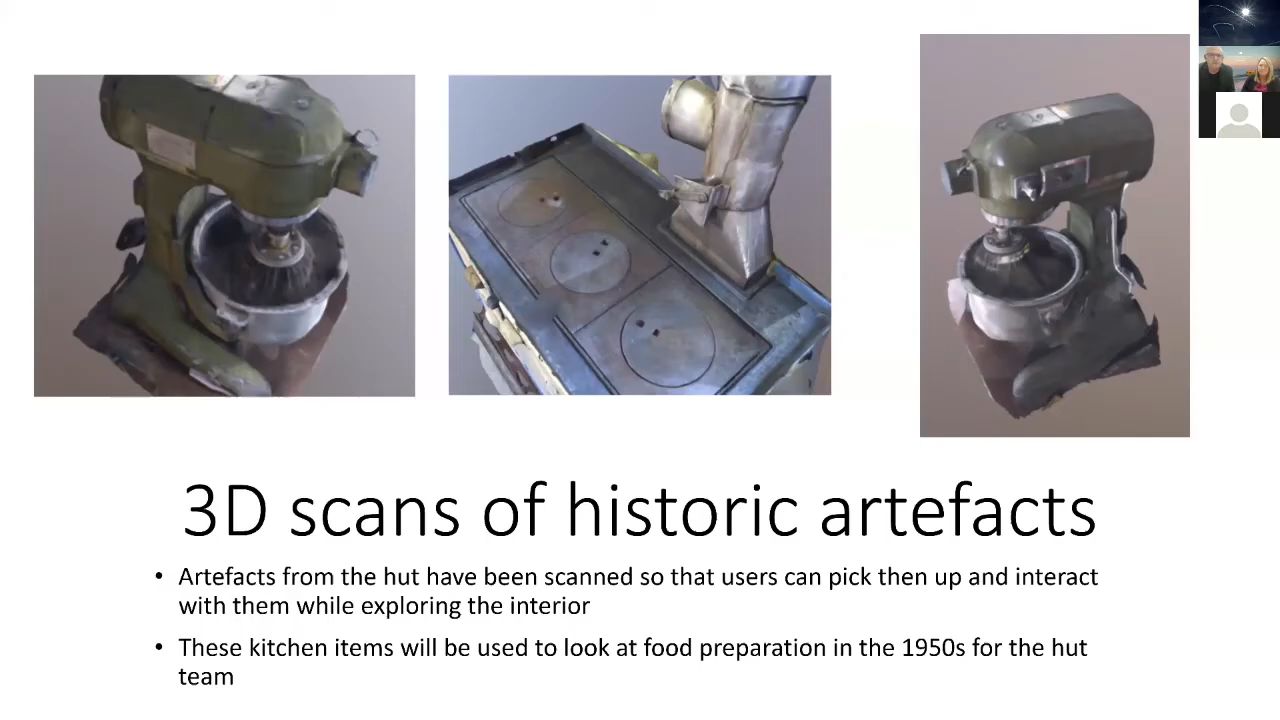 3D scans of historic artefacts
• Artefacts from the hut have been scanned so that users can pick then up and interact
with them while exploring the interior
• These kitchen items will be used to look at food preparation in the 1950s for the hut
team